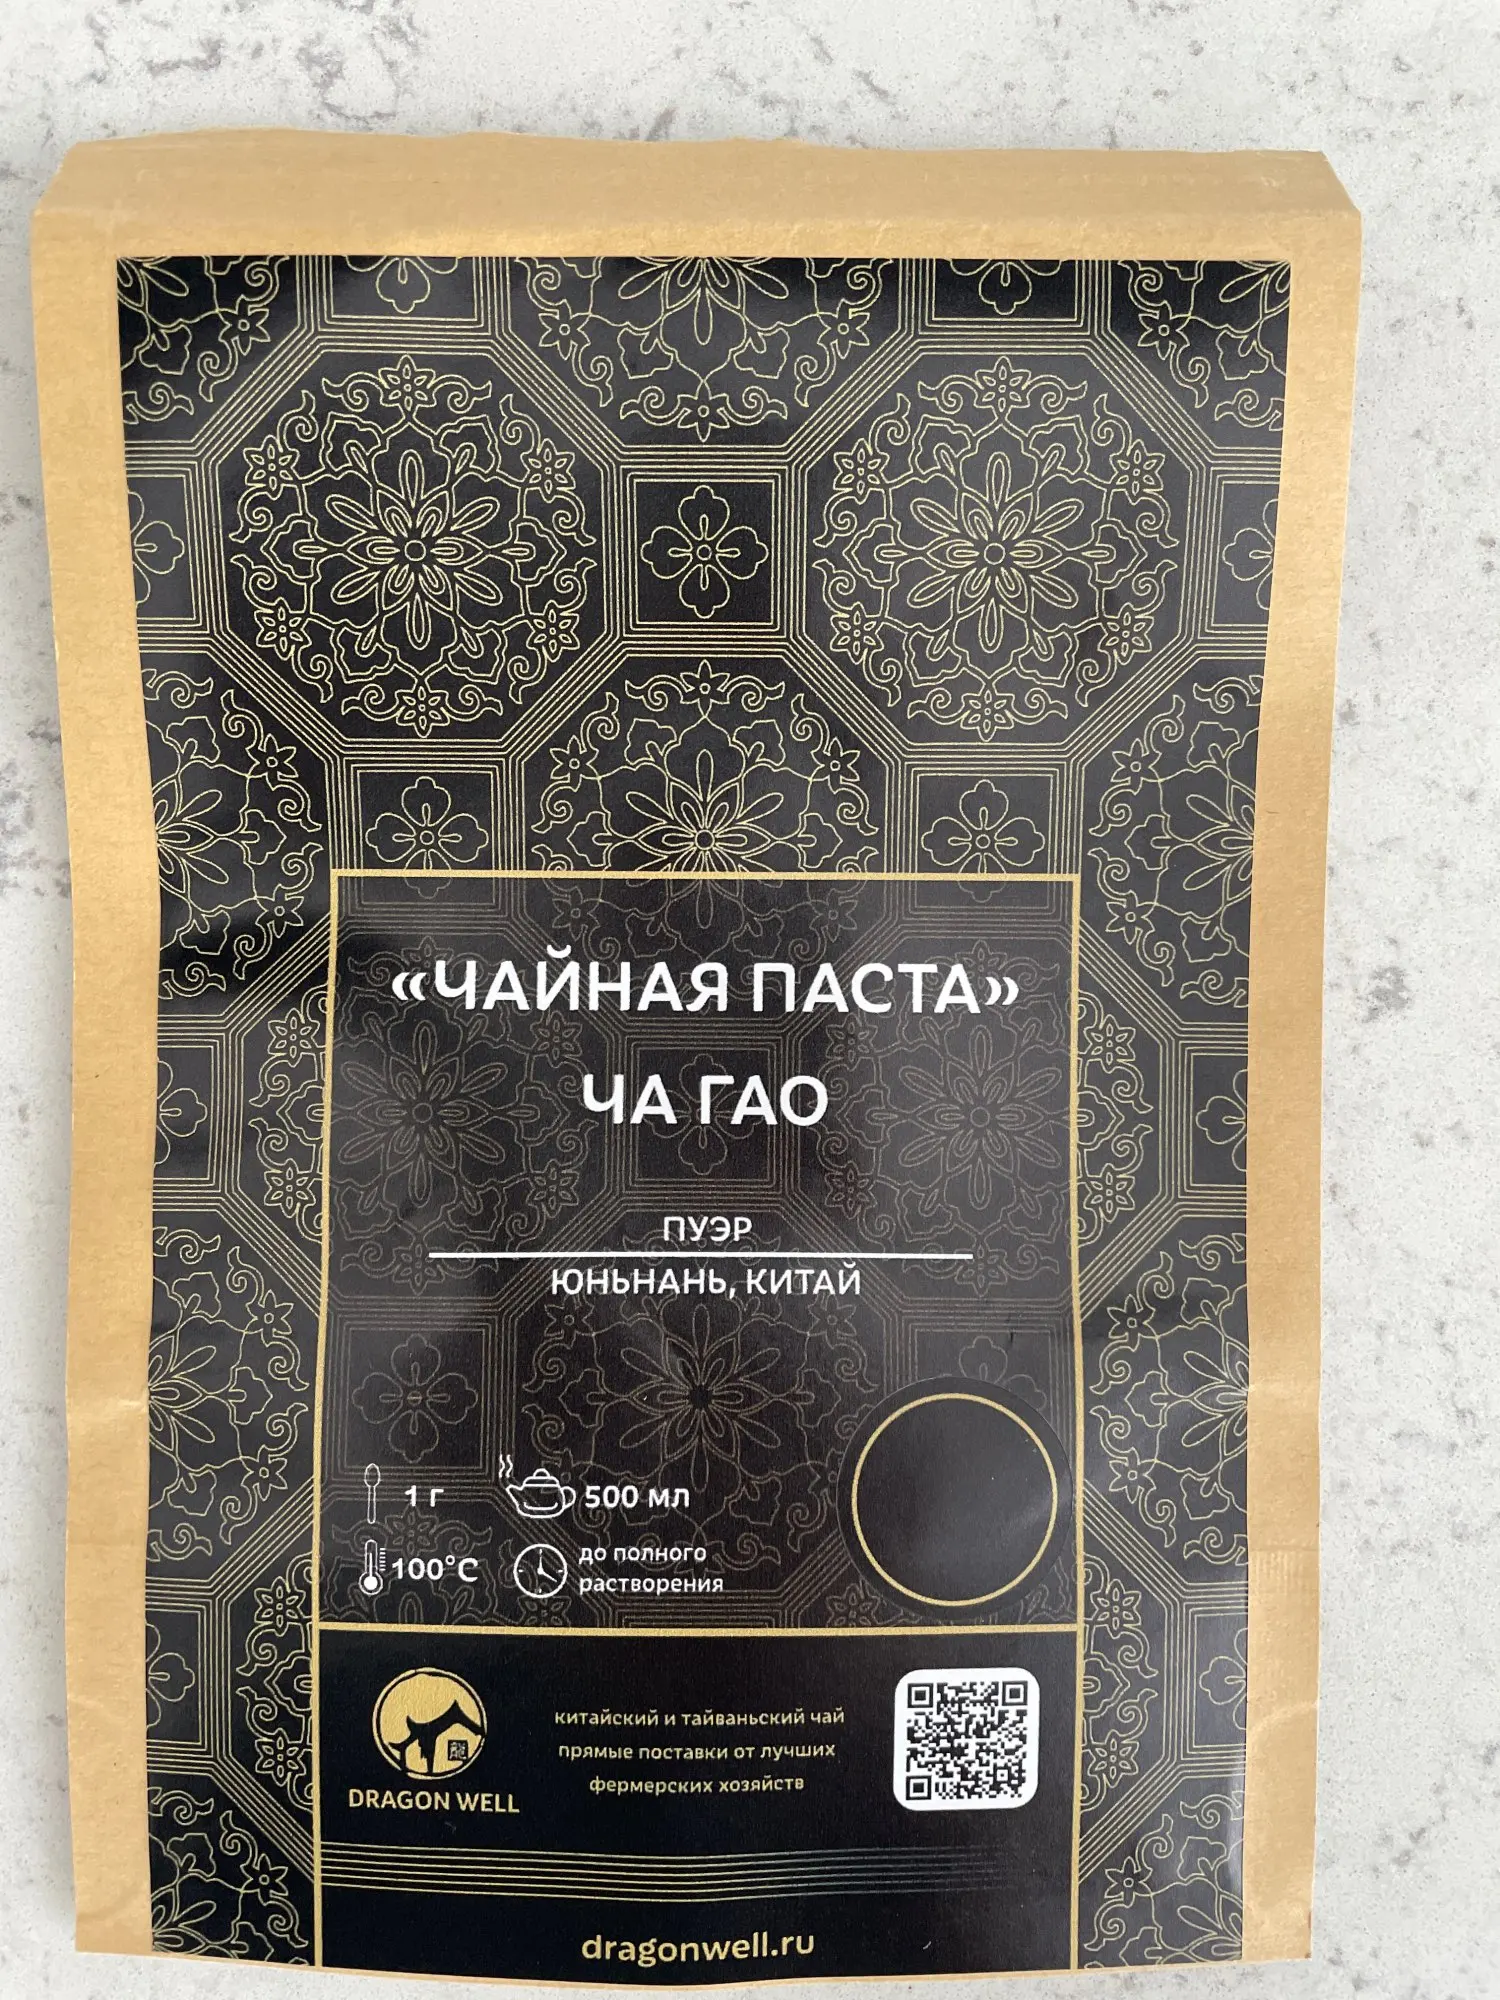 «ЧАЙНАЯ ПАСТА»
ЧА ГАО
ПУЭР
ЮНЬНАНЬ, КИТАЙ
1 г
500 мл
100°C
до полного
растворения
китайский и тайваньский чай
прямые поставки от лучших
фермерских хозяйств
DRAGON WELL
dragonwell.ru